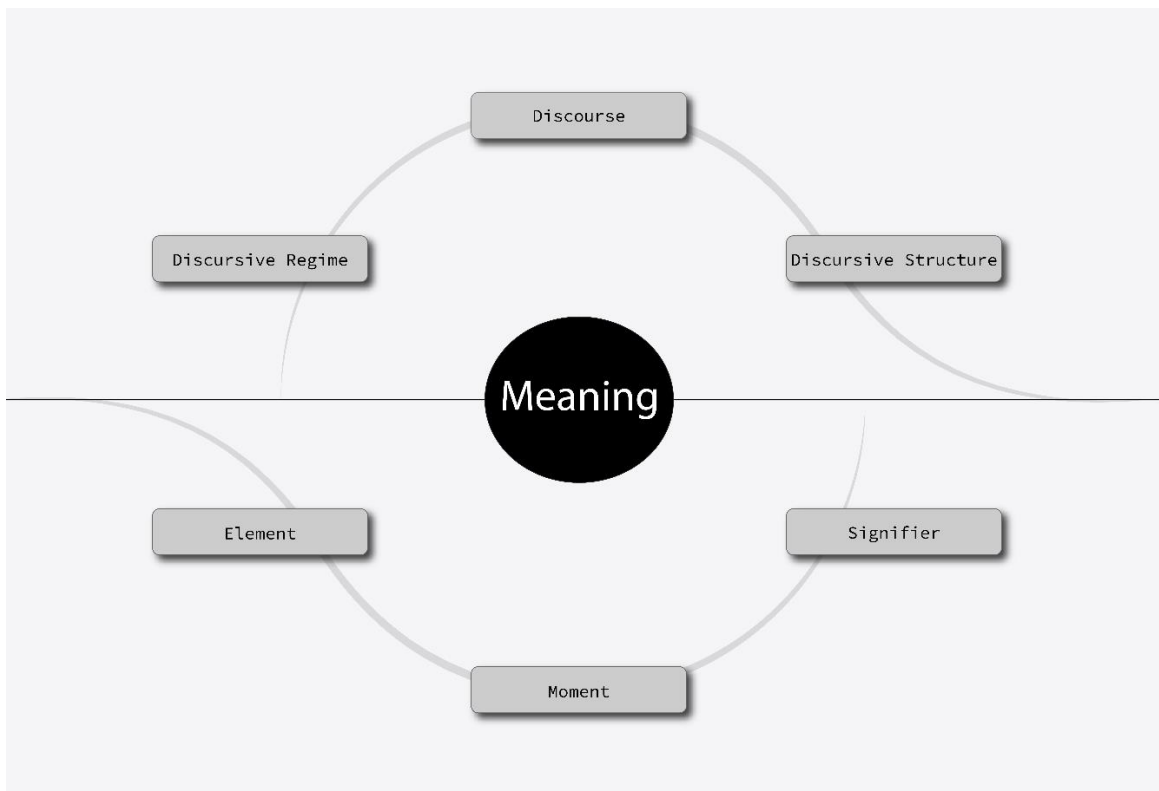 Discourse
Discursive Regime
Discursive Structure
Meaning
Element
Signifier
Moment